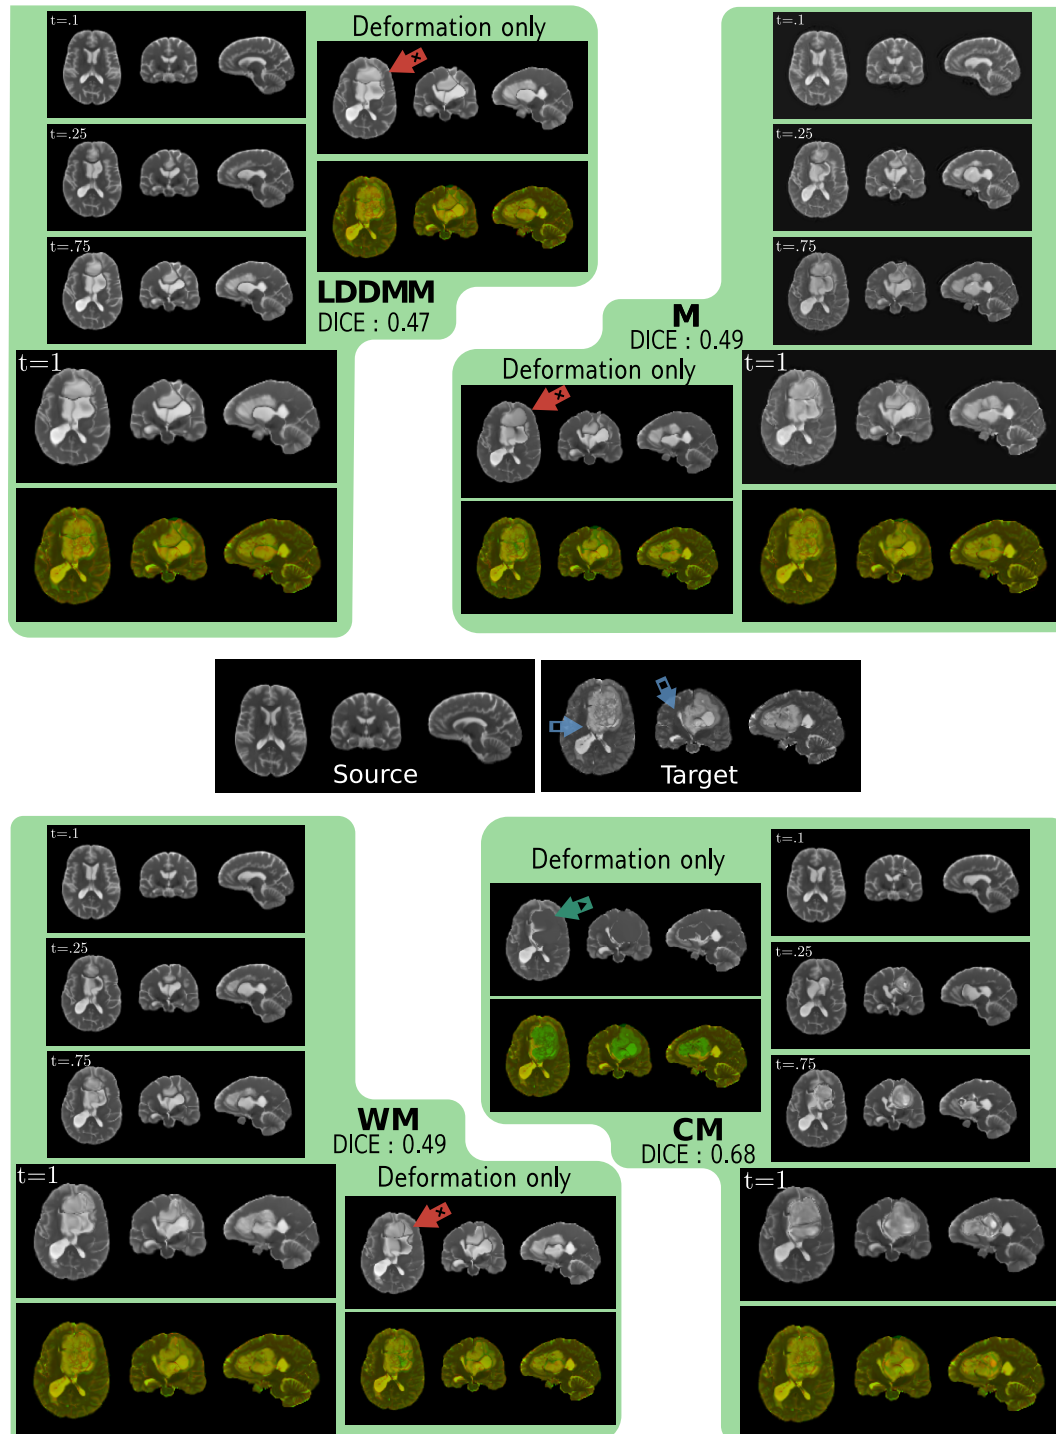 t=.1
t=.25
t=.75
t=1
Deformation only
LDDMM
DICE : 0.47
t=.1
t=.25
t=.75
t=1
M
DICE : 0.49
Deformation only
Source
Target
t=.1
t=.25
t=.75
t=1
WM
DICE : 0.49
Deformation only
Deformation only
CM
DICE : 0.68
t=.1
t=.25
t=.75
t=1